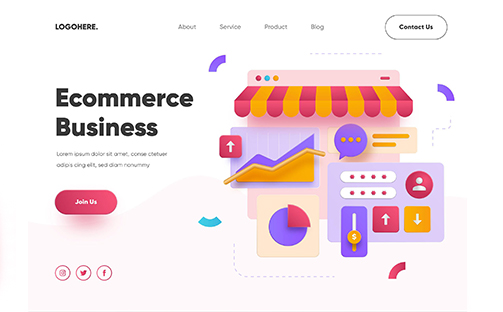 LOGOHERE.
About
Service
Product
Blog
Contact Us
Ecommerce
Business
Lorem ipsum dolor sit amet, conse ctetuer
adipis cing elit, sed diam nonummy.
Join Us
$